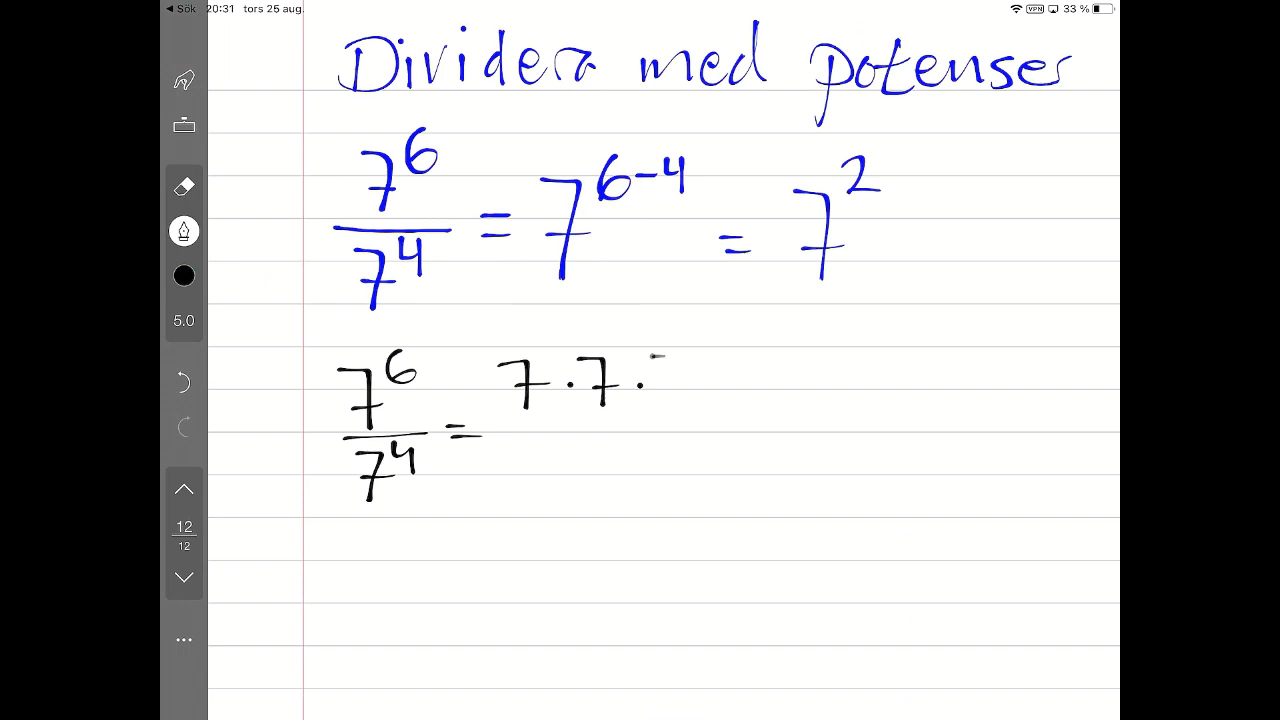 Sök 20:31 tors 25 aug. VPN 33 %
Dividera med potenser
7^6/7^4 = 7^(6-4) = 7^2
7^6/7^4 = 7 · 7 ·
5.0
12
12